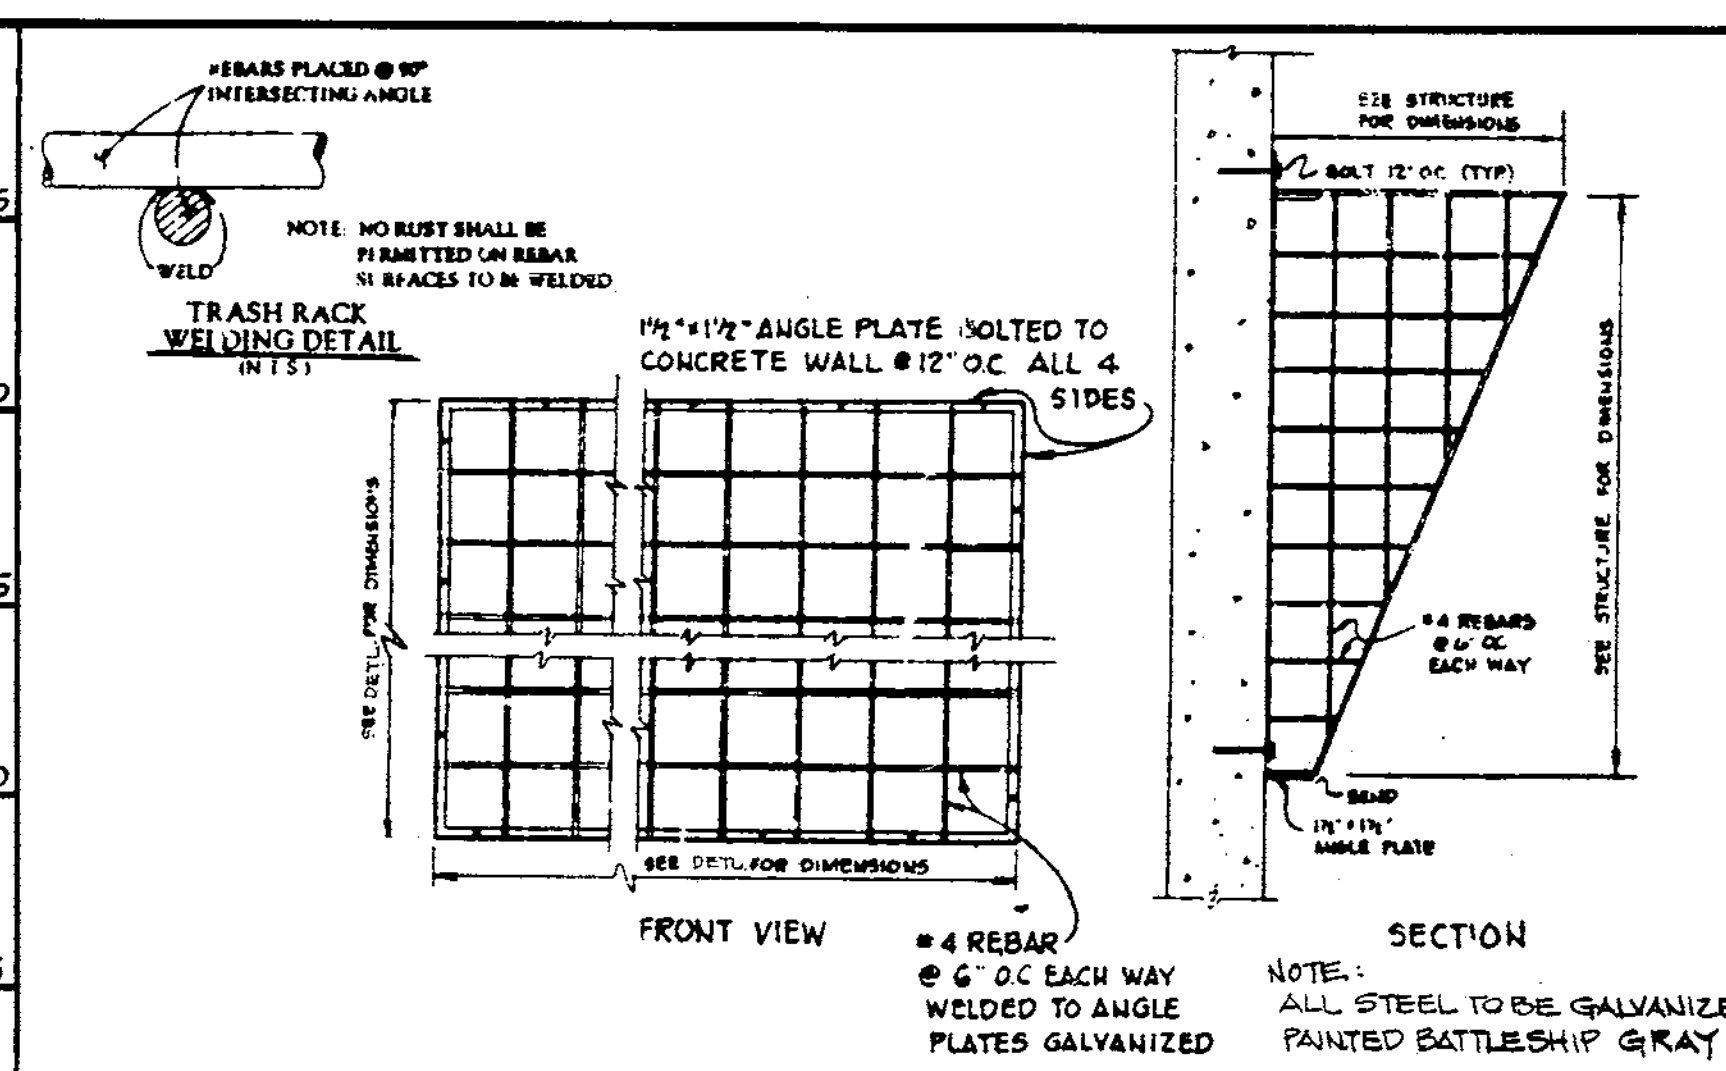 REBARS PLACED @ 90°
INTERSECTING ANGLE
WELD
NOTE: NO RUST SHALL BE
PERMITTED ON REBAR
SURFACES TO BE WELDED
TRASH RACK
WELDING DETAIL
(N T S)
1½"x1½" ANGLE PLATE BOLTED TO
CONCRETE WALL @ 12" O.C. ALL 4
SIDES
SEE DETL. FOR DIMENSIONS
SEE DETL. FOR DIMENSIONS
FRONT VIEW
#4 REBAR
@ 6" O.C EACH WAY
WELDED TO ANGLE
PLATES GALVANIZED
SEE STRUCTURE
FOR DIMENSIONS
BOLT 12" O.C. (TYP.)
SEE STRUCTURE FOR DIMENSIONS
#4 REBARS
@ 6" OC
EACH WAY
BEND
1½" x 1½"
ANGLE PLATE
SECTION
NOTE:
ALL STEEL TO BE GALVANIZE
PAINTED BATTLESHIP GRAY